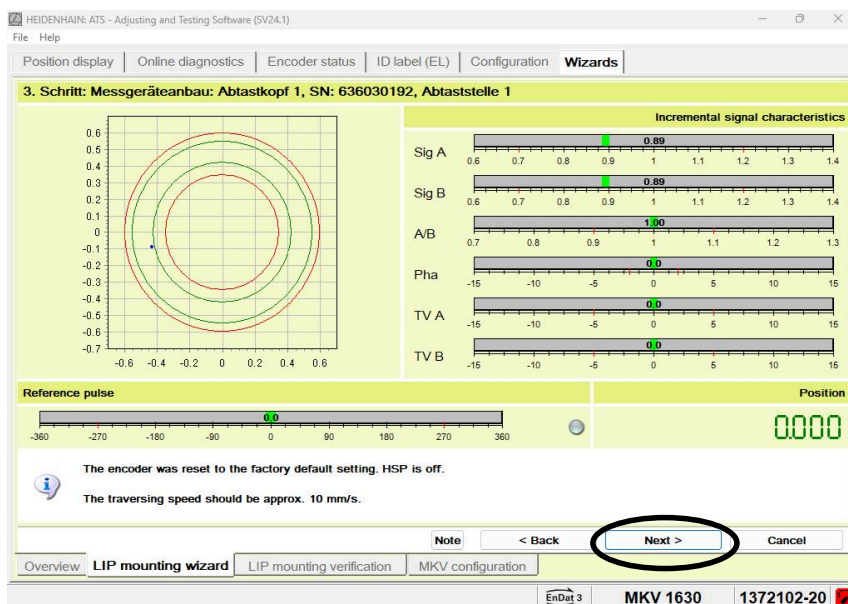 HEIDENHAIN: ATS - Adjusting and Testing Software (SV24.1)
File Help
Position display Online diagnostics Encoder status ID label (EL) Configuration Wizards
3. Schritt: Messgeräteanbau: Abtastkopf 1, SN: 636030192, Abtaststelle 1
Incremental signal characteristics
0.6
0.5
0.4
0.3
0.2
0.1
0
-0.1
-0.2
-0.3
-0.4
-0.5
-0.6
-0.7
-0.6 -0.4 -0.2 0.0 0.2 0.4 0.6
Sig A
0.89
0.6 0.7 0.8 0.9 1 1.1 1.2 1.3 1.4
Sig B
0.89
0.6 0.7 0.8 0.9 1 1.1 1.2 1.3 1.4
A/B
1.00
0.7 0.8 0.9 1 1.1 1.2 1.3
Pha
0.0
-15 -10 -5 0 5 10 15
TV A
0.0
-15 -10 -5 0 5 10 15
TV B
0.0
-15 -10 -5 0 5 10 15
Reference pulse
0.0
-360 -270 -180 -90 0 90 180 270 360
Position
0.000
The encoder was reset to the factory default setting. HSP is off.
The traversing speed should be approx. 10 mm/s.
Note < Back Next > Cancel
Overview LIP mounting wizard LIP mounting verification MKV configuration
EnDat 3 MKV 1630 1372102-20